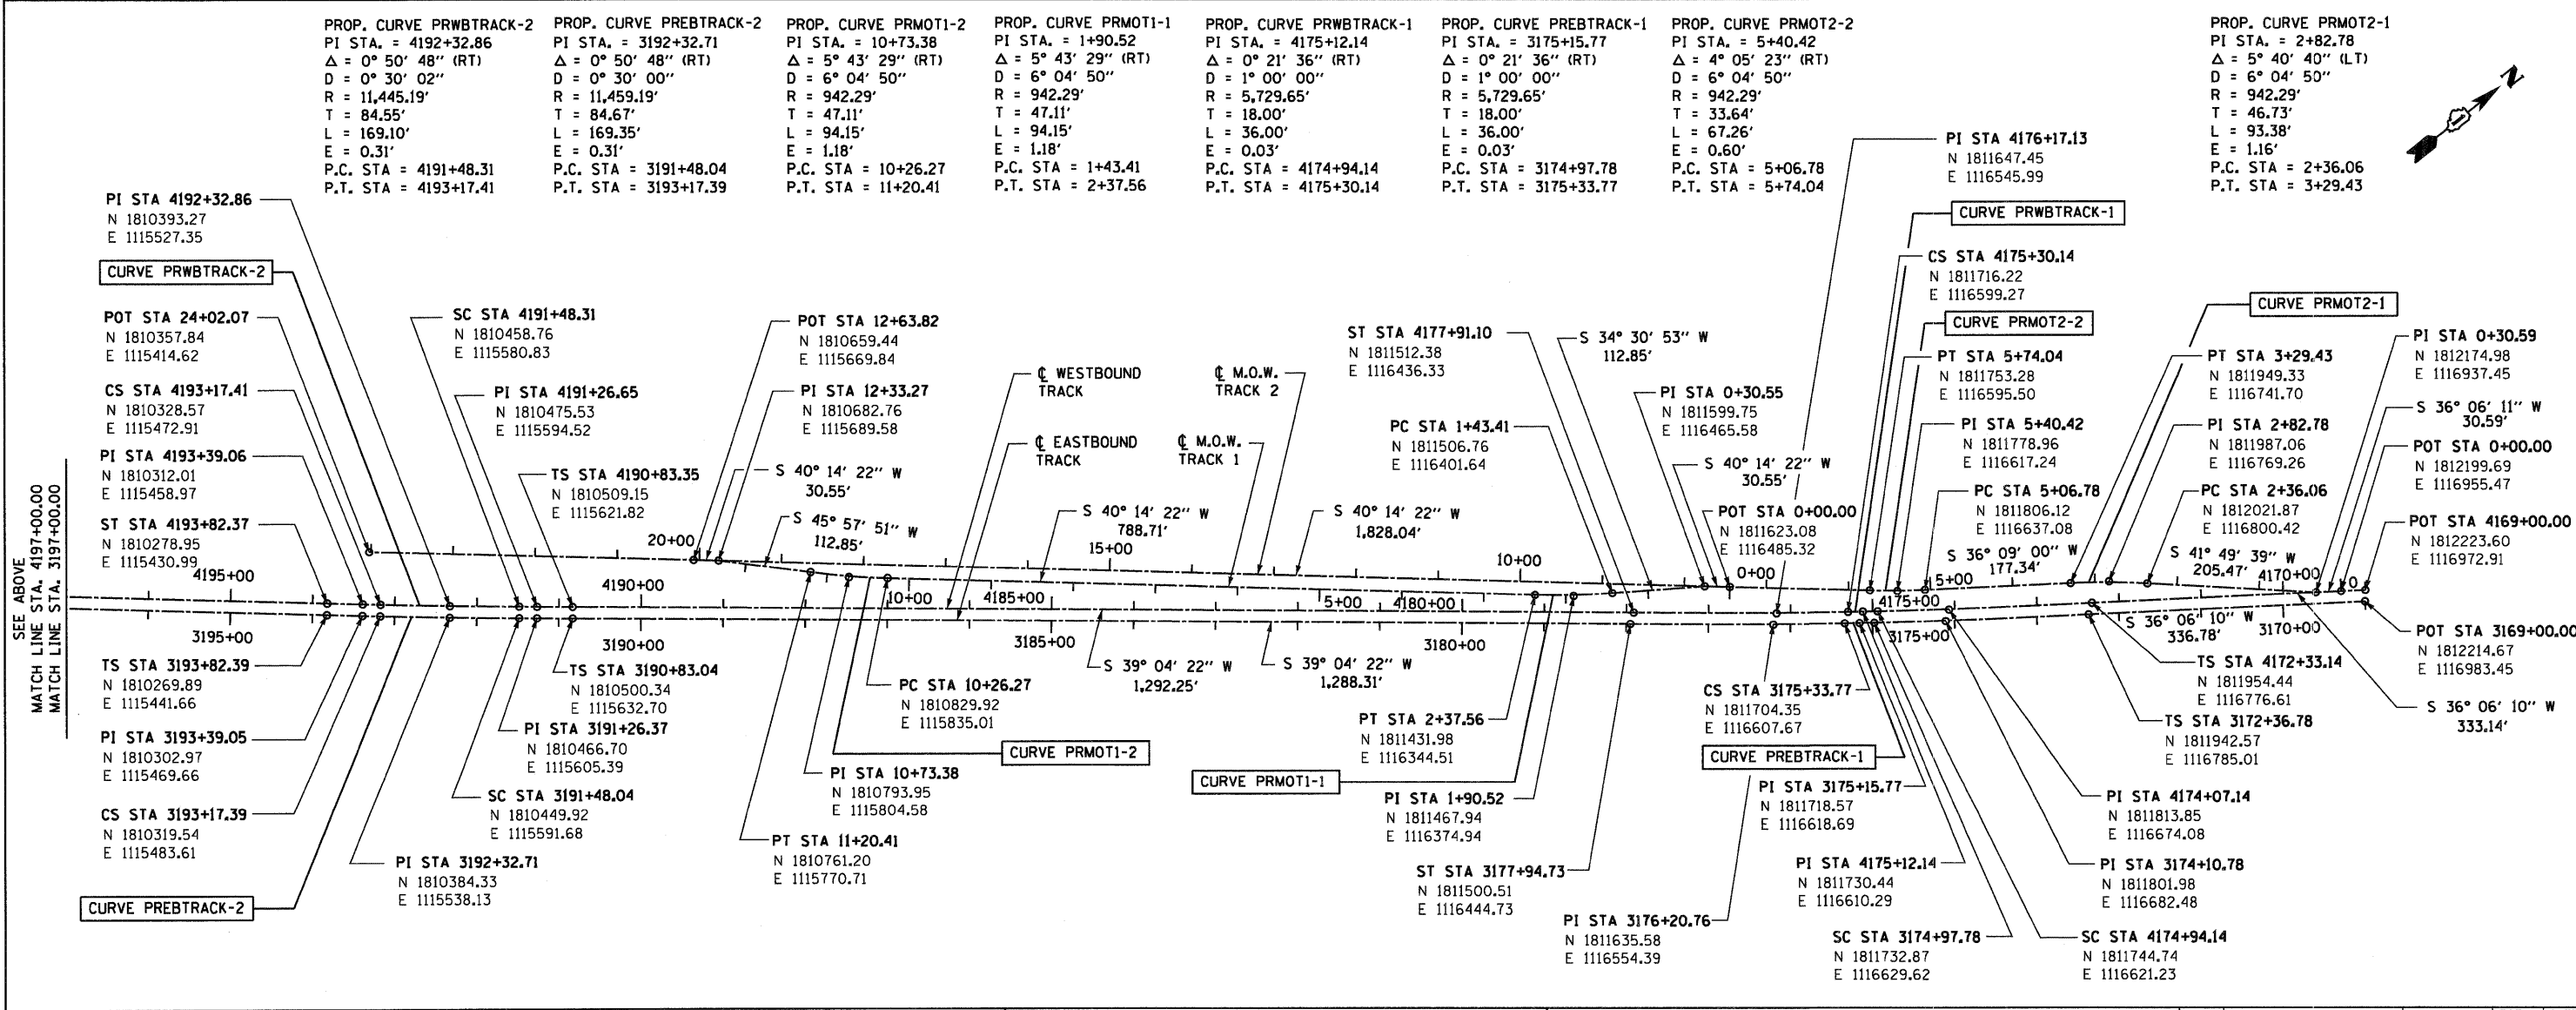 PROP. CURVE PRWBTRACK-2
PI STA. = 4192+32.86
Δ = 0° 50' 48" (RT)
D = 0° 30' 02"
R = 11,445.19'
T = 84.55'
L = 169.10'
E = 0.31'
P.C. STA = 4191+48.31
P.T. STA = 4193+17.41
PROP. CURVE PREBTRACK-2
PI STA. = 3192+32.71
Δ = 0° 50' 48" (RT)
D = 0° 30' 00"
R = 11,459.19'
T = 84.67'
L = 169.35'
E = 0.31'
P.C. STA = 3191+48.04
P.T. STA = 3193+17.39
PROP. CURVE PRMOT1-2
PI STA. = 10+73.38
Δ = 5° 43' 29" (RT)
D = 6° 04' 50"
R = 942.29'
T = 47.11'
L = 94.15'
E = 1.18'
P.C. STA = 10+26.27
P.T. STA = 11+20.41
PROP. CURVE PRMOT1-1
PI STA. = 1+90.52
Δ = 5° 43' 29" (RT)
D = 6° 04' 50"
R = 942.29'
T = 47.11'
L = 94.15'
E = 1.18'
P.C. STA = 1+43.41
P.T. STA = 2+37.56
PROP. CURVE PRWBTRACK-1
PI STA. = 4175+12.14
Δ = 0° 21' 36" (RT)
D = 1° 00' 00"
R = 5,729.65'
T = 18.00'
L = 36.00'
E = 0.03'
P.C. STA = 4174+94.14
P.T. STA = 4175+30.14
PROP. CURVE PREBTRACK-1
PI STA. = 3175+15.77
Δ = 0° 21' 36" (RT)
D = 1° 00' 00"
R = 5,729.65'
T = 18.00'
L = 36.00'
E = 0.03'
P.C. STA = 3174+97.78
P.T. STA = 3175+33.77
PROP. CURVE PRMOT2-2
PI STA. = 5+40.42
Δ = 4° 05' 23" (RT)
D = 6° 04' 50"
R = 942.29'
T = 33.64'
L = 67.26'
E = 0.60'
P.C. STA = 5+06.78
P.T. STA = 5+74.04
PROP. CURVE PRMOT2-1
PI STA. = 2+82.78
Δ = 5° 40' 40" (LT)
D = 6° 04' 50"
R = 942.29'
T = 46.73'
L = 93.38'
E = 1.16'
P.C. STA = 2+36.06
P.T. STA = 3+29.43
N
PI STA 4192+32.86
N 1810393.27
E 1115527.35
CURVE PRWBTRACK-2
POT STA 24+02.07
N 1810357.84
E 1115414.62
CS STA 4193+17.41
N 1810328.57
E 1115472.91
PI STA 4193+39.06
N 1810312.01
E 1115458.97
ST STA 4193+82.37
N 1810278.95
E 1115430.99
SEE ABOVE
MATCH LINE STA. 4197+00.00
MATCH LINE STA. 3197+00.00
SC STA 4191+48.31
N 1810458.76
E 1115580.83
PI STA 4191+26.65
N 1810475.53
E 1115594.52
TS STA 4190+83.35
N 1810509.15
E 1115621.82
POT STA 12+63.82
N 1810659.44
E 1115669.84
PI STA 12+33.27
N 1810682.76
E 1115689.58
S 40° 14' 22" W
30.55'
S 45° 57' 51" W
112.85'
℄ WESTBOUND
TRACK
℄ EASTBOUND
TRACK
℄ M.O.W.
TRACK 2
℄ M.O.W.
TRACK 1
S 40° 14' 22" W
788.71'
S 40° 14' 22" W
1,828.04'
ST STA 4177+91.10
N 1811512.38
E 1116436.33
PC STA 1+43.41
N 1811506.76
E 1116401.64
S 34° 30' 53" W
112.85'
PI STA 0+30.55
N 1811599.75
E 1116465.58
S 40° 14' 22" W
30.55'
POT STA 0+00.00
N 1811623.08
E 1116485.32
PI STA 4176+17.13
N 1811647.45
E 1116545.99
CURVE PRWBTRACK-1
CS STA 4175+30.14
N 1811716.22
E 1116599.27
CURVE PRMOT2-2
PT STA 5+74.04
N 1811753.28
E 1116595.50
PI STA 5+40.42
N 1811778.96
E 1116617.24
PC STA 5+06.78
N 1811806.12
E 1116637.08
S 36° 09' 00" W
177.34'
CURVE PRMOT2-1
PT STA 3+29.43
N 1811949.33
E 1116741.70
PI STA 2+82.78
N 1811987.06
E 1116769.26
PC STA 2+36.06
N 1812021.87
E 1116800.42
S 41° 49' 39" W
205.47'
PI STA 0+30.59
N 1812174.98
E 1116937.45
S 36° 06' 11" W
30.59'
POT STA 0+00.00
N 1812199.69
E 1116955.47
POT STA 4169+00.00
N 1812223.60
E 1116972.91
4195+00
20+00
4190+00
15+00
10+00
4185+00
5+00
4180+00
10+00
0+00
4175+00
5+00
4170+00
0
3195+00
3190+00
3185+00
3180+00
3175+00
3170+00
S 36° 06' 10" W
336.78'
POT STA 3169+00.00
N 1812214.67
E 1116983.45
S 36° 06' 10" W
333.14'
TS STA 4172+33.14
N 1811954.44
E 1116776.61
TS STA 3172+36.78
N 1811942.57
E 1116785.01
S 39° 04' 22" W
1,292.25'
S 39° 04' 22" W
1,288.31'
TS STA 3193+82.39
N 1810269.89
E 1115441.66
PI STA 3193+39.05
N 1810302.97
E 1115469.66
CS STA 3193+17.39
N 1810319.54
E 1115483.61
CURVE PREBTRACK-2
TS STA 3190+83.04
N 1810500.34
E 1115632.70
PI STA 3191+26.37
N 1810466.70
E 1115605.39
SC STA 3191+48.04
N 1810449.92
E 1115591.68
PI STA 3192+32.71
N 1810384.33
E 1115538.13
PC STA 10+26.27
N 1810829.92
E 1115835.01
CURVE PRMOT1-2
PI STA 10+73.38
N 1810793.95
E 1115804.58
PT STA 11+20.41
N 1810761.20
E 1115770.71
PT STA 2+37.56
N 1811431.98
E 1116344.51
CURVE PRMOT1-1
PI STA 1+90.52
N 1811467.94
E 1116374.94
ST STA 3177+94.73
N 1811500.51
E 1116444.73
PI STA 3176+20.76
N 1811635.58
E 1116554.39
CS STA 3175+33.77
N 1811704.35
E 1116607.67
CURVE PREBTRACK-1
PI STA 3175+15.77
N 1811718.57
E 1116618.69
PI STA 4175+12.14
N 1811730.44
E 1116610.29
SC STA 3174+97.78
N 1811732.87
E 1116629.62
PI STA 4174+07.14
N 1811813.85
E 1116674.08
PI STA 3174+10.78
N 1811801.98
E 1116682.48
SC STA 4174+94.14
N 1811744.74
E 1116621.23